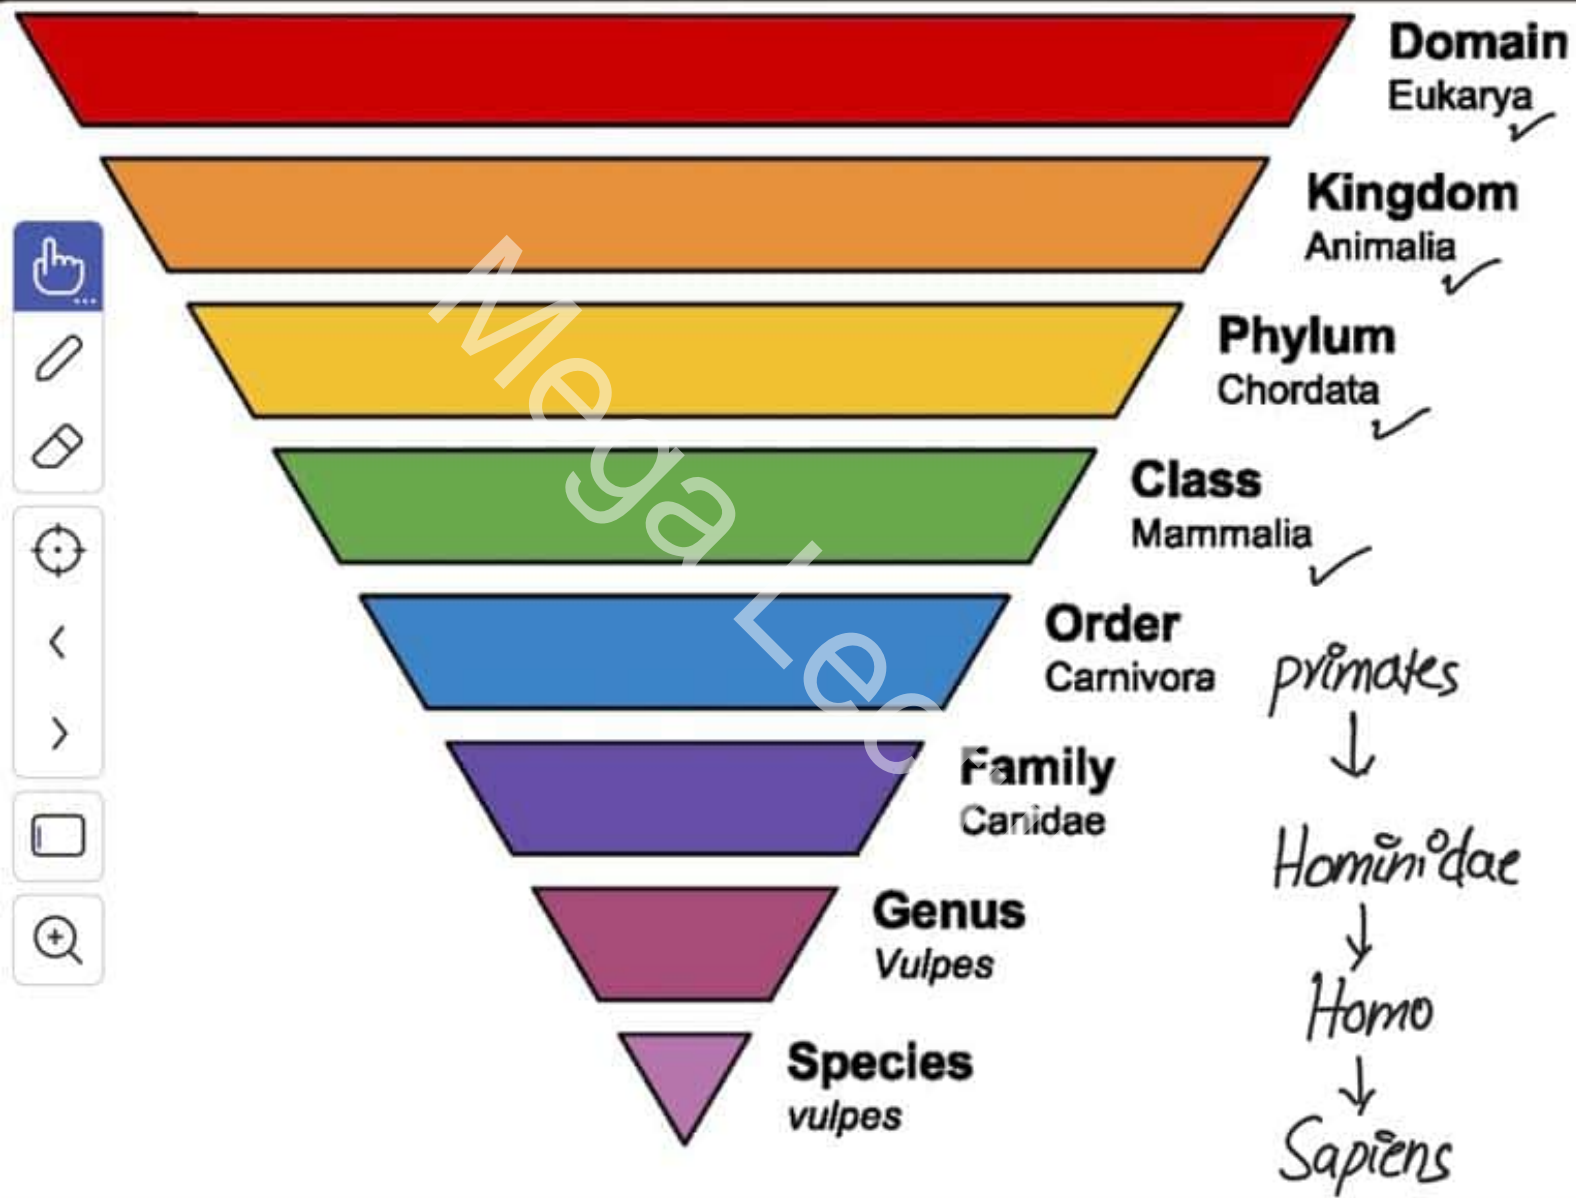 Domain
Eukarya
Kingdom
Animalia
Phylum
Chordata
Class
Mammalia
Order
Carnivora
primates
Family
Canidae
Hominidae
Genus
Vulpes
Homo
Species
vulpes
Sapiens
Mega Lec